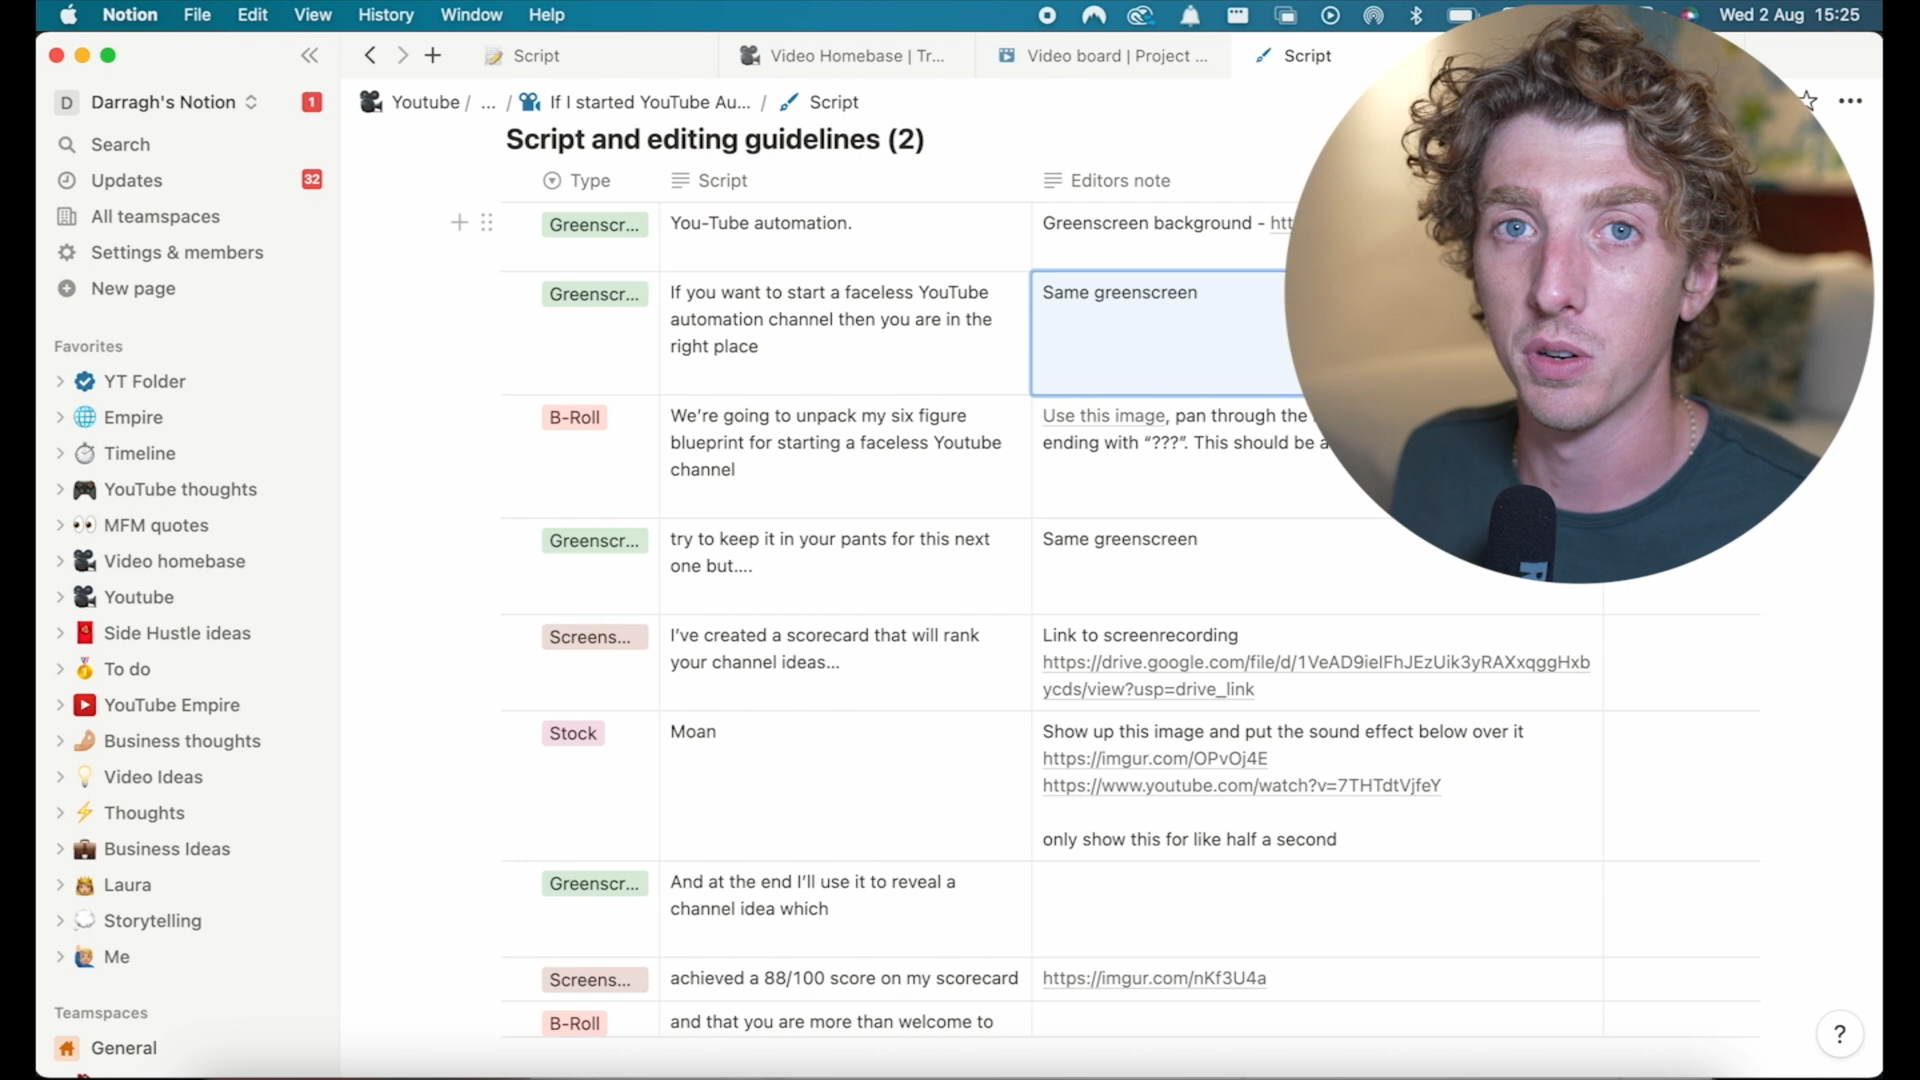 Notion File Edit View History Window Help
Wed 2 Aug 15:25
Script
Video Homebase | Tr...
Video board | Project ...
Script
D Darragh's Notion 1
Youtube / ... / If I started YouTube Au... / Script
Search
Updates 32
All teamspaces
Settings & members
New page
Favorites
YT Folder
Empire
Timeline
YouTube thoughts
MFM quotes
Video homebase
Youtube
Side Hustle ideas
To do
YouTube Empire
Business thoughts
Video Ideas
Thoughts
Business Ideas
Laura
Storytelling
Me
Teamspaces
General
Script and editing guidelines (2)
Type Script Editors note
Greenscr...
You-Tube automation.
Greenscreen background - htt
Greenscr...
If you want to start a faceless YouTube
automation channel then you are in the
right place
Same greenscreen
B-Roll
We're going to unpack my six figure
blueprint for starting a faceless Youtube
channel
Use this image, pan through the
ending with “???”. This should be a
Greenscr...
try to keep it in your pants for this next
one but....
Same greenscreen
Screens...
I've created a scorecard that will rank
your channel ideas...
Link to screenrecording
https://drive.google.com/file/d/1VeAD9ieIFhJEzUik3yRAXxqggHxb
ycds/view?usp=drive_link
Stock
Moan
Show up this image and put the sound effect below over it
https://imgur.com/OPvOj4E
https://www.youtube.com/watch?v=7THTdtVjfeY
only show this for like half a second
Greenscr...
And at the end I'll use it to reveal a
channel idea which
Screens...
achieved a 88/100 score on my scorecard
https://imgur.com/nKf3U4a
B-Roll
and that you are more than welcome to
?